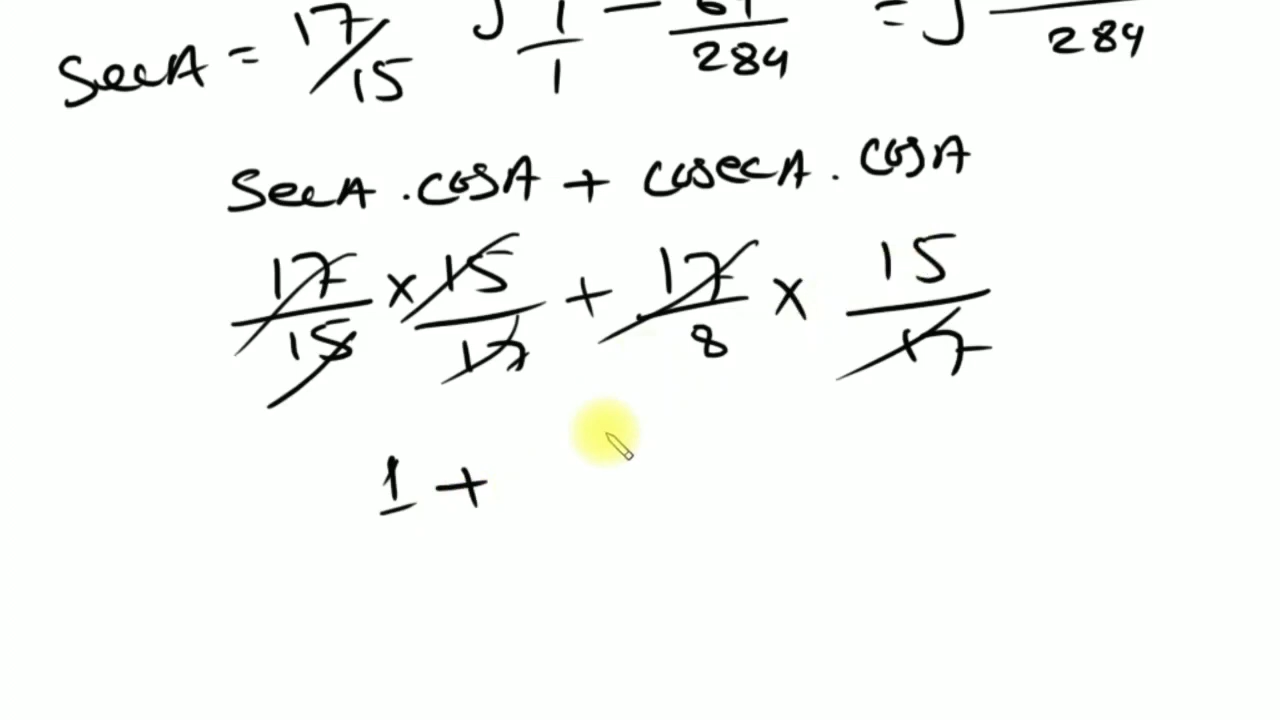 SecA = 17/15 √ 1/1 − 64/284 = √ /284
SecA . cosA + cosecA . cosA
17/15 × 15/17 + 17/8 × 15/17
1 +